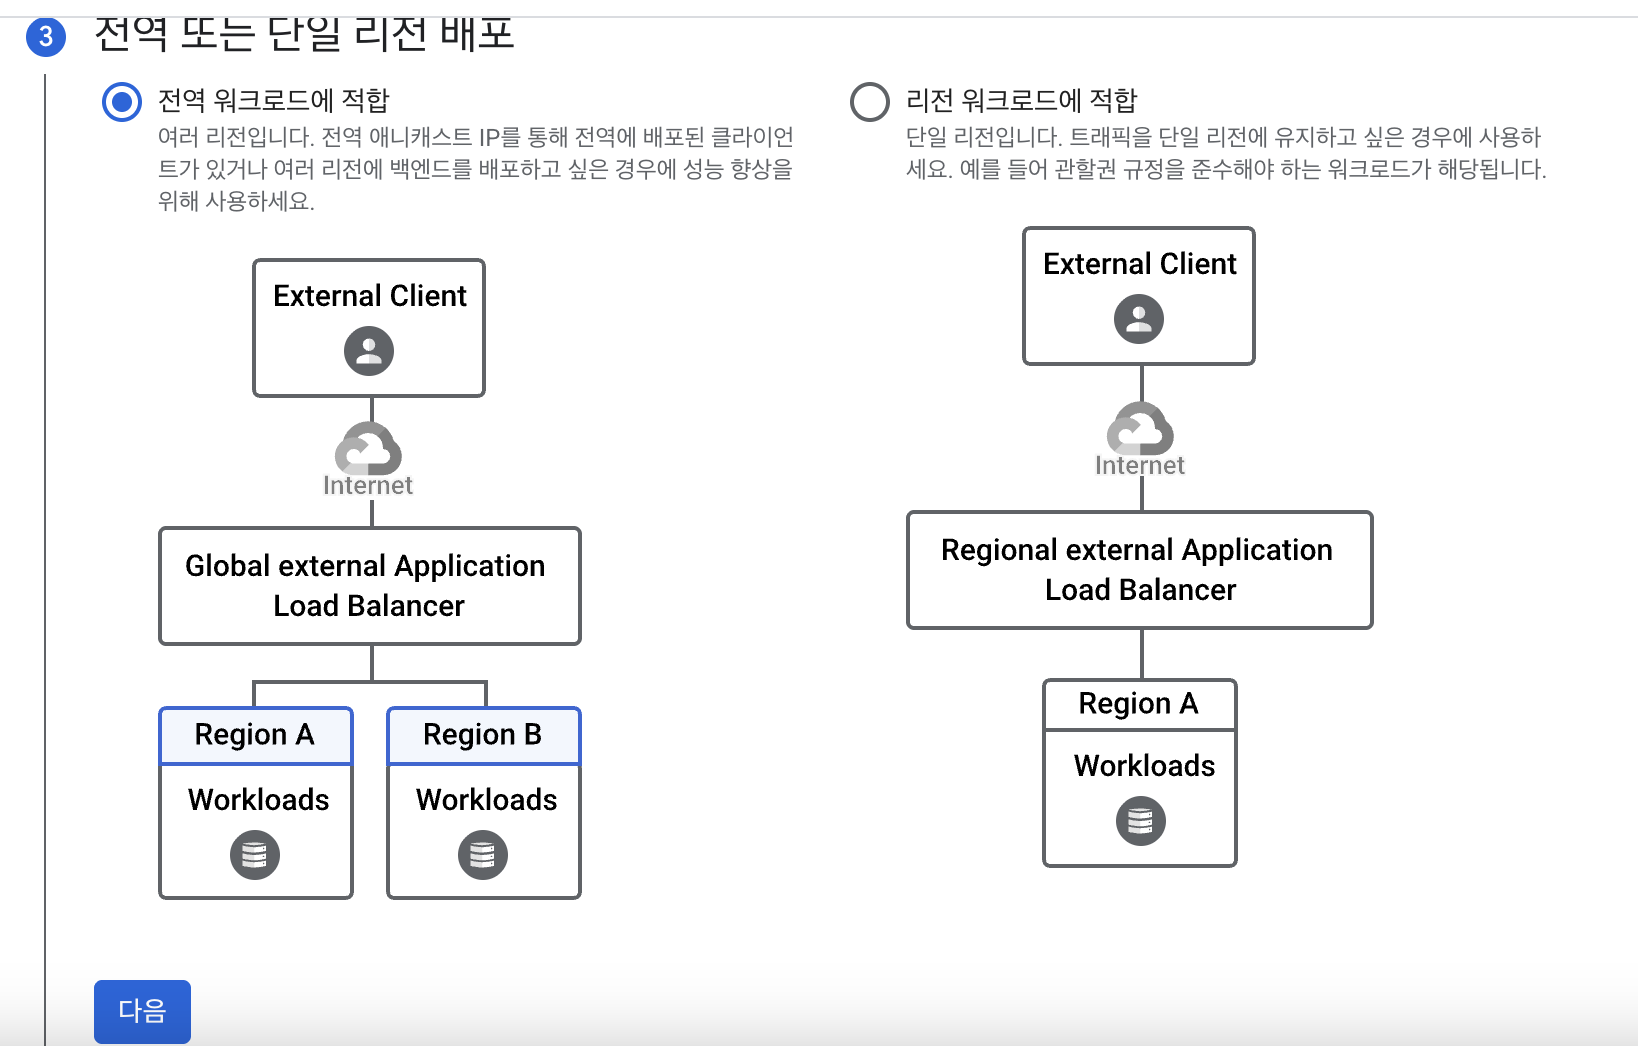 3 전역 또는 단일 리전 배포
전역 워크로드에 적합
여러 리전입니다. 전역 애니캐스트 IP를 통해 전역에 배포된 클라이언
트가 있거나 여러 리전에 백엔드를 배포하고 싶은 경우에 성능 향상을
위해 사용하세요.
External Client
Internet
Global external Application
Load Balancer
Region A
Workloads
Region B
Workloads
리전 워크로드에 적합
단일 리전입니다. 트래픽을 단일 리전에 유지하고 싶은 경우에 사용하
세요. 예를 들어 관할권 규정을 준수해야 하는 워크로드가 해당됩니다.
External Client
Internet
Regional external Application
Load Balancer
Region A
Workloads
다음